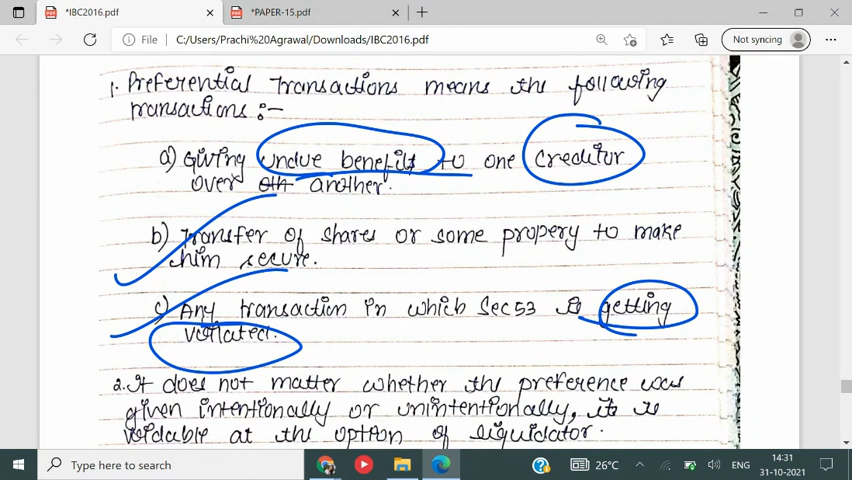 *IBC2016.pdf
*PAPER-15.pdf
File C:/Users/Prachi%20Agrawal/Downloads/IBC2016.pdf
Not syncing
1. Preferential Transactions means the following
transactions :-
a) Giving undue benefits to one creditor
over oth another.
b) Transfer of shares or some propery to make
him secure.
c) Any transaction in which Sec 53 is getting
voilated.
2. It does not matter whether the preference was
given intentionally or unintentionally, its is
voidable at the option of liquidator.
Type here to search
26°C
ENG
14:31
31-10-2021